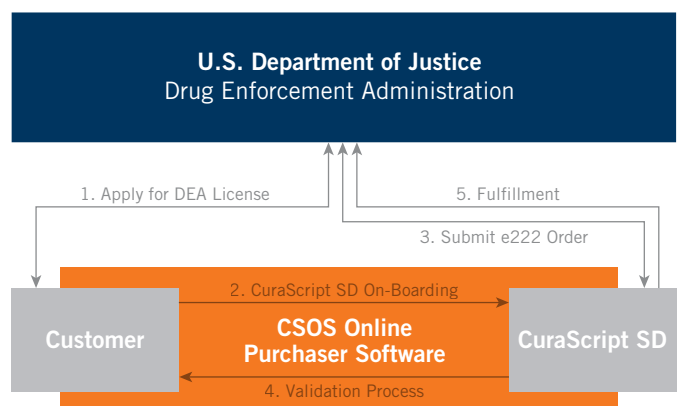 U.S. Department of Justice
Drug Enforcement Administration
1. Apply for DEA License
5. Fulfillment
3. Submit e222 Order
2. CuraScript SD On-Boarding
Customer
CSOS Online
Purchaser Software
CuraScript SD
4. Validation Process